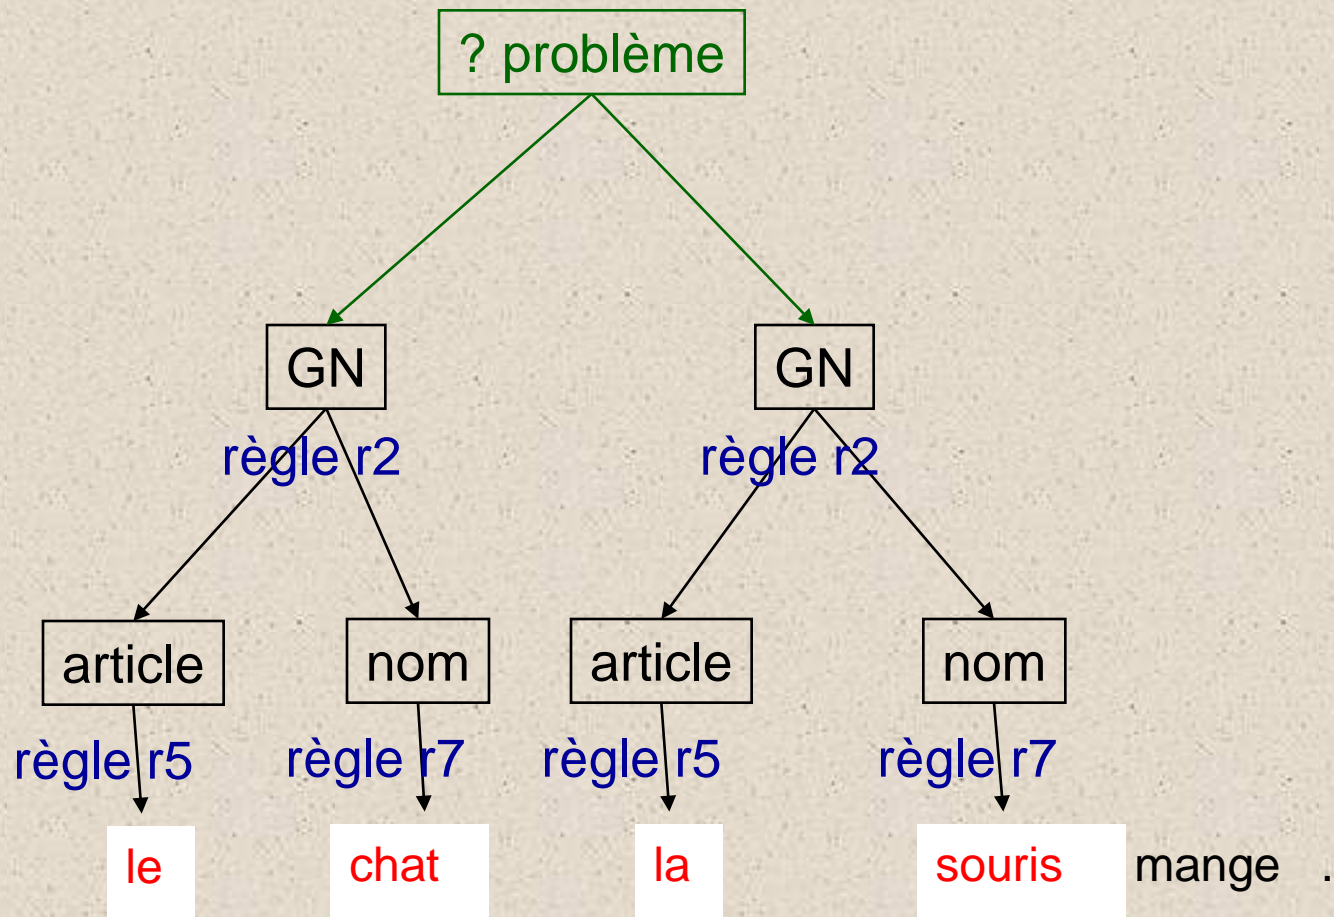 ? problème
GN GN
règle r2 règle r2
article nom article nom
règle r5 règle r7 règle r5 règle r7
le chat la souris mange .